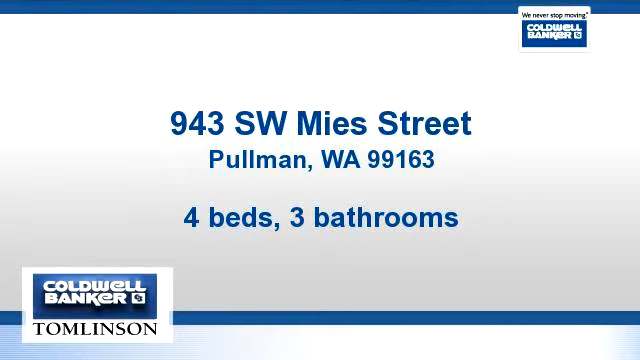 We never stop moving.®
COLDWELL
BANKER
943 SW Mies Street
Pullman, WA 99163
4 beds, 3 bathrooms
COLDWELL
BANKER
TOMLINSON